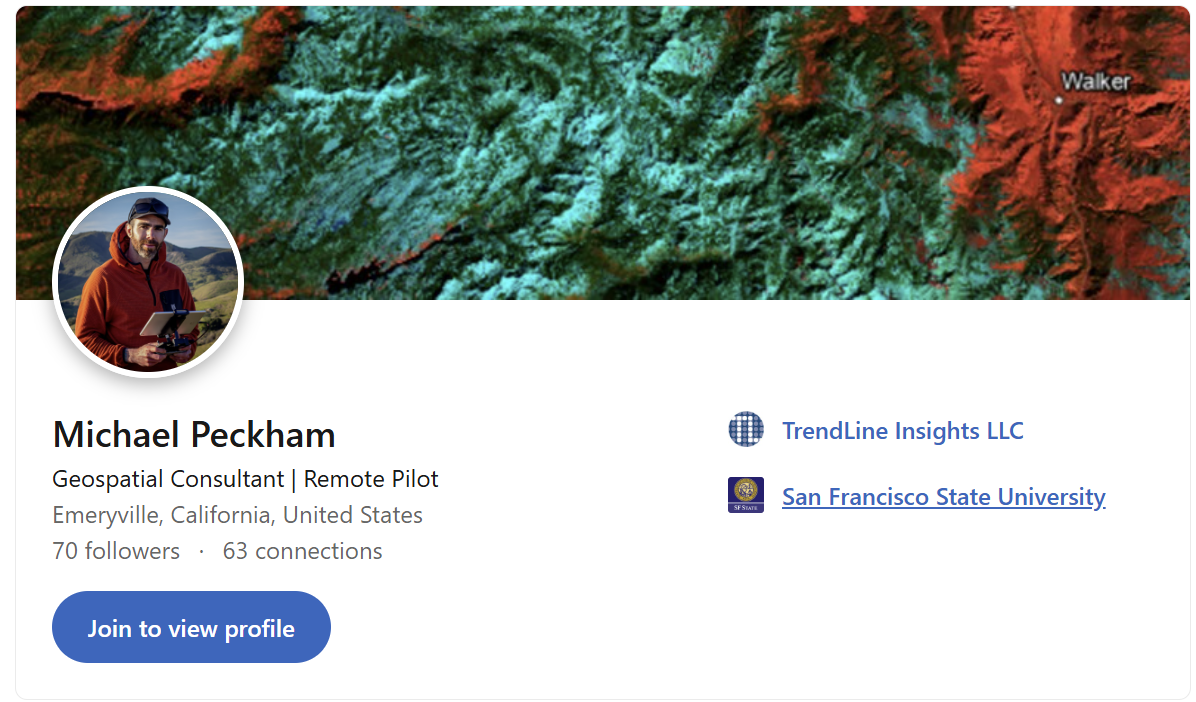 Walker
Michael Peckham
Geospatial Consultant | Remote Pilot
Emeryville, California, United States
70 followers · 63 connections
Join to view profile
TrendLine Insights LLC
SF STATE
San Francisco State University